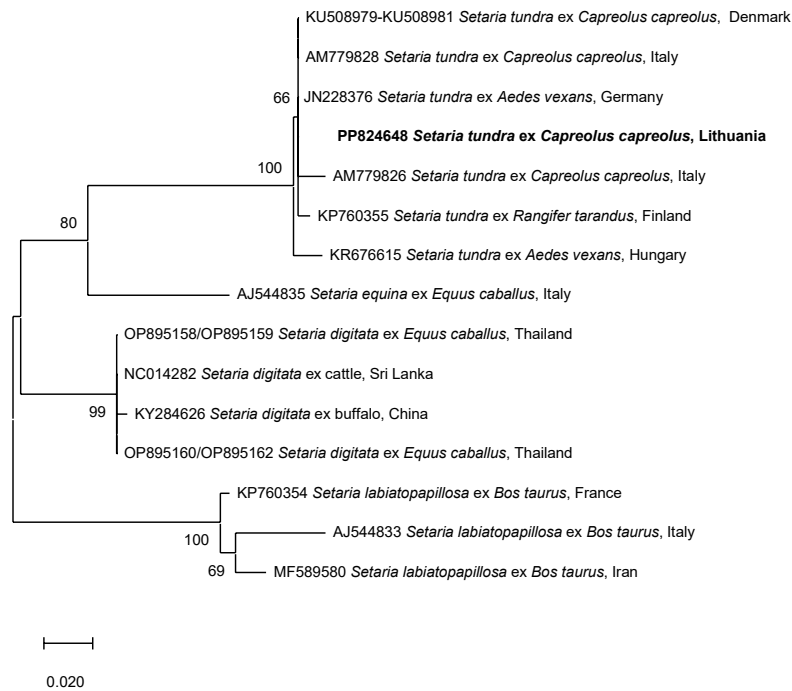 KU508979-KU508981 Setaria tundra ex Capreolus capreolus, Denmark
AM779828 Setaria tundra ex Capreolus capreolus, Italy
66
JN228376 Setaria tundra ex Aedes vexans, Germany
PP824648 Setaria tundra ex Capreolus capreolus, Lithuania
100
AM779826 Setaria tundra ex Capreolus capreolus, Italy
KP760355 Setaria tundra ex Rangifer tarandus, Finland
80
KR676615 Setaria tundra ex Aedes vexans, Hungary
AJ544835 Setaria equina ex Equus caballus, Italy
OP895158/OP895159 Setaria digitata ex Equus caballus, Thailand
NC014282 Setaria digitata ex cattle, Sri Lanka
99
KY284626 Setaria digitata ex buffalo, China
OP895160/OP895162 Setaria digitata ex Equus caballus, Thailand
KP760354 Setaria labiatopapillosa ex Bos taurus, France
AJ544833 Setaria labiatopapillosa ex Bos taurus, Italy
100
69
MF589580 Setaria labiatopapillosa ex Bos taurus, Iran
0.020